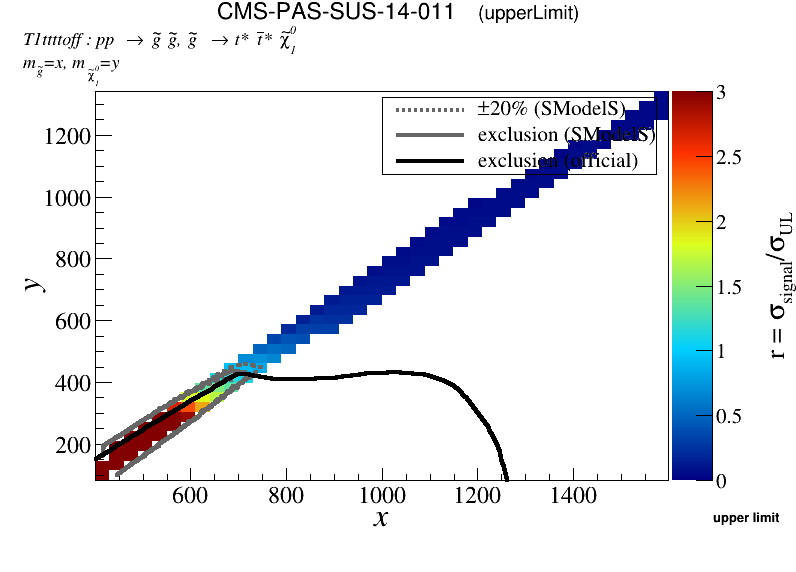 CMS-PAS-SUS-14-011 (upperLimit)
T1ttttoff : pp → g̃ g̃, g̃ → t* t̄* χ̃⁰₁
m_g̃=x, m_χ̃⁰₁=y
±20% (SModelS)
exclusion (SModelS)
exclusion (official)
1200
1000
800
600
400
200
y
600 800 1000 1200 1400
x
3
2.5
2
1.5
1
0.5
0
r = σ_signal/σ_UL
upper limit